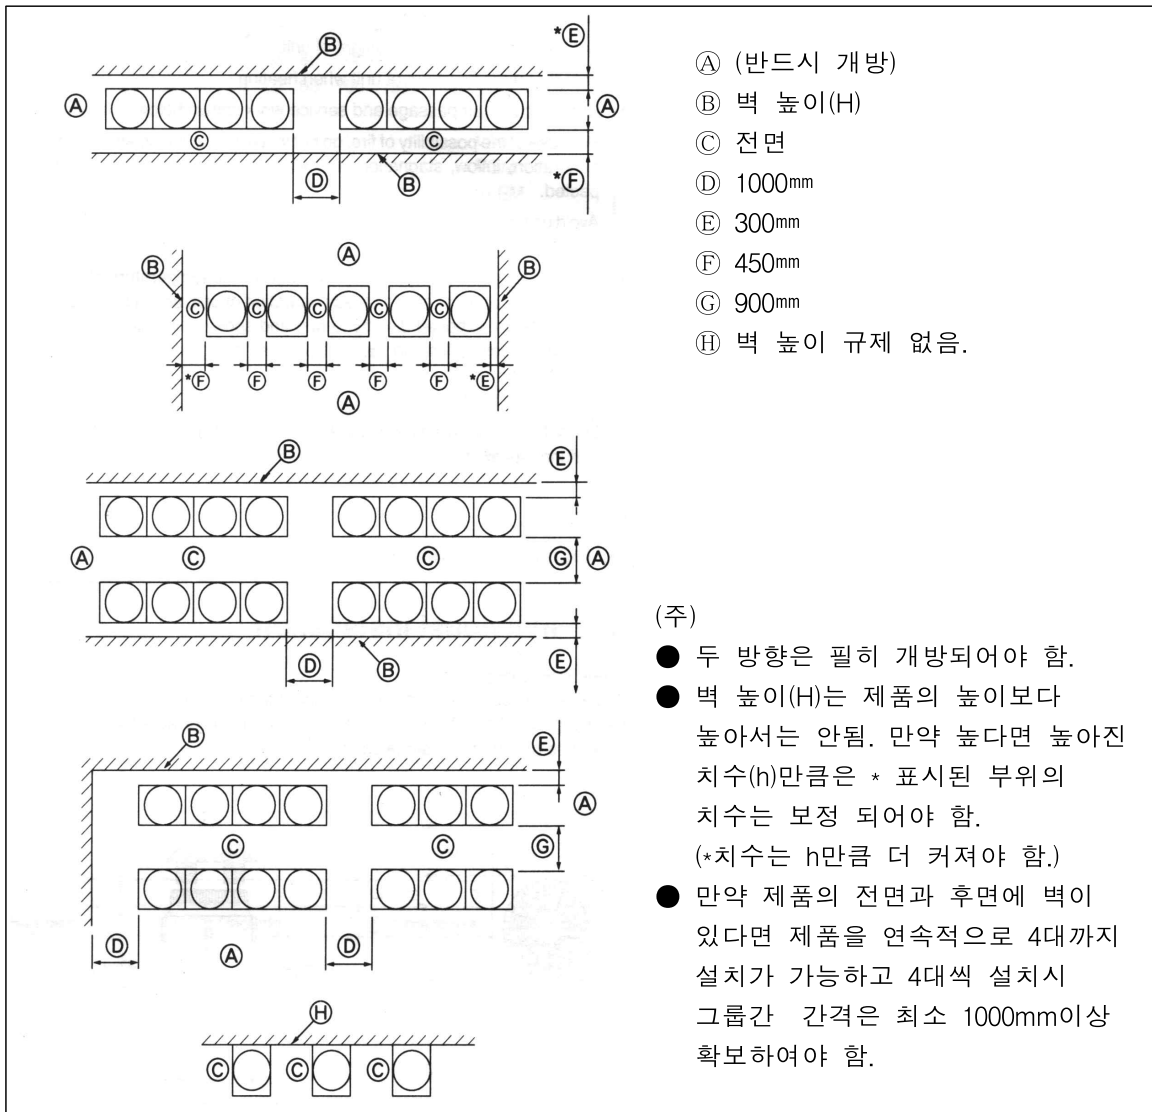 *Ⓔ
Ⓑ
Ⓐ Ⓐ
Ⓒ Ⓒ
Ⓓ Ⓑ *Ⓕ
Ⓐ
Ⓑ Ⓑ
Ⓒ Ⓒ Ⓒ Ⓒ Ⓒ
*Ⓕ Ⓕ Ⓕ Ⓕ Ⓕ *Ⓔ
Ⓐ
Ⓑ Ⓔ
Ⓐ Ⓒ Ⓒ Ⓖ Ⓐ
Ⓓ Ⓑ Ⓔ
Ⓑ Ⓔ
Ⓐ
Ⓒ Ⓒ Ⓖ
Ⓓ Ⓐ Ⓓ
Ⓗ
Ⓒ Ⓒ Ⓒ
Ⓐ (반드시 개방)
Ⓑ 벽 높이(H)
Ⓒ 전면
Ⓓ 1000㎜
Ⓔ 300㎜
Ⓕ 450㎜
Ⓖ 900㎜
Ⓗ 벽 높이 규제 없음.
(주)
● 두 방향은 필히 개방되어야 함.
● 벽 높이(H)는 제품의 높이보다
높아서는 안됨. 만약 높다면 높아진
치수(h)만큼은 * 표시된 부위의
치수는 보정 되어야 함.
(*치수는 h만큼 더 커져야 함.)
● 만약 제품의 전면과 후면에 벽이
있다면 제품을 연속적으로 4대까지
설치가 가능하고 4대씩 설치시
그룹간 간격은 최소 1000mm이상
확보하여야 함.